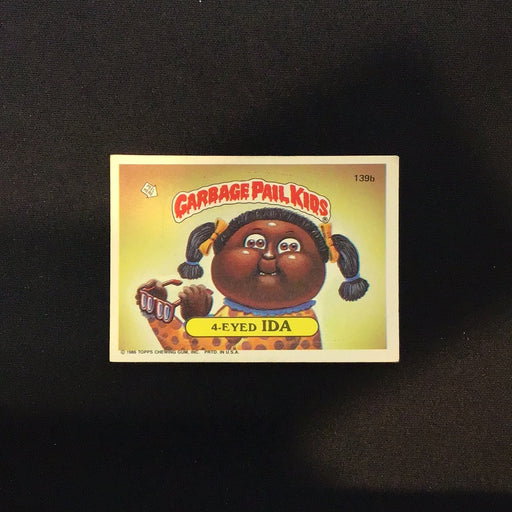 139b
GARBAGE PAIL KIDS®
4-EYED IDA
© 1986 TOPPS CHEWING GUM, INC. PRTD. IN U.S.A.